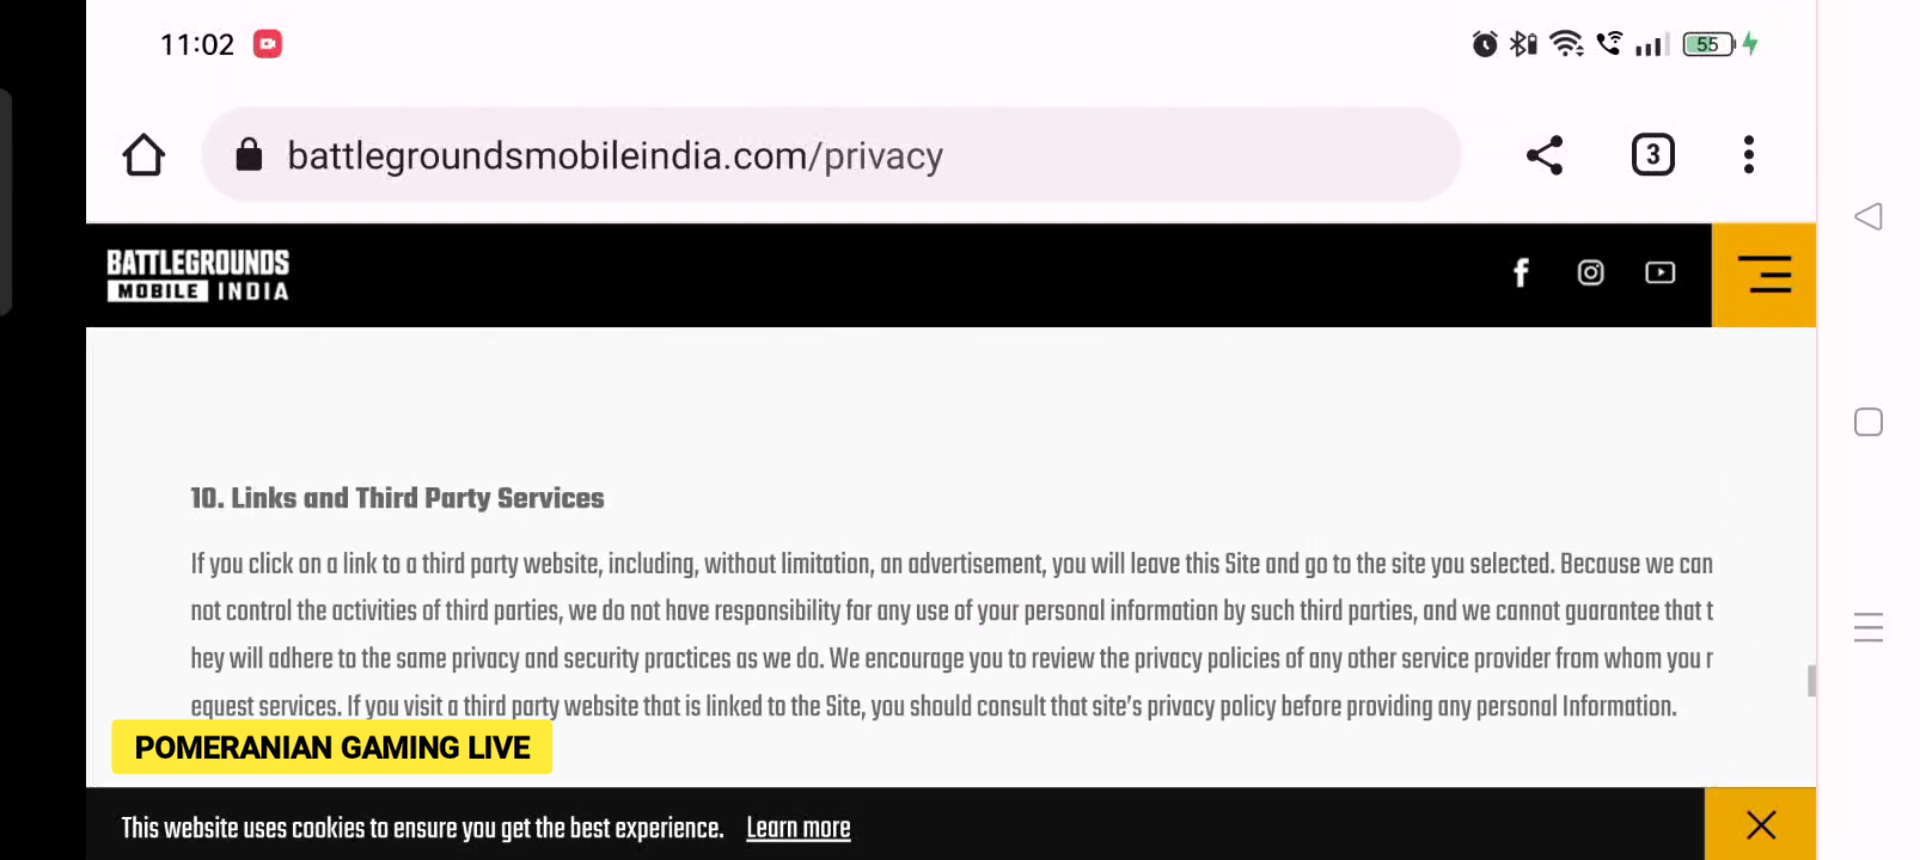 11:02
55
battlegroundsmobileindia.com/privacy
3
BATTLEGROUNDS
MOBILE INDIA
10. Links and Third Party Services
If you click on a link to a third party website, including, without limitation, an advertisement, you will leave this Site and go to the site you selected. Because we can
not control the activities of third parties, we do not have responsibility for any use of your personal information by such third parties, and we cannot guarantee that t
hey will adhere to the same privacy and security practices as we do. We encourage you to review the privacy policies of any other service provider from whom you r
equest services. If you visit a third party website that is linked to the Site, you should consult that site's privacy policy before providing any personal Information.
POMERANIAN GAMING LIVE
This website uses cookies to ensure you get the best experience. Learn more